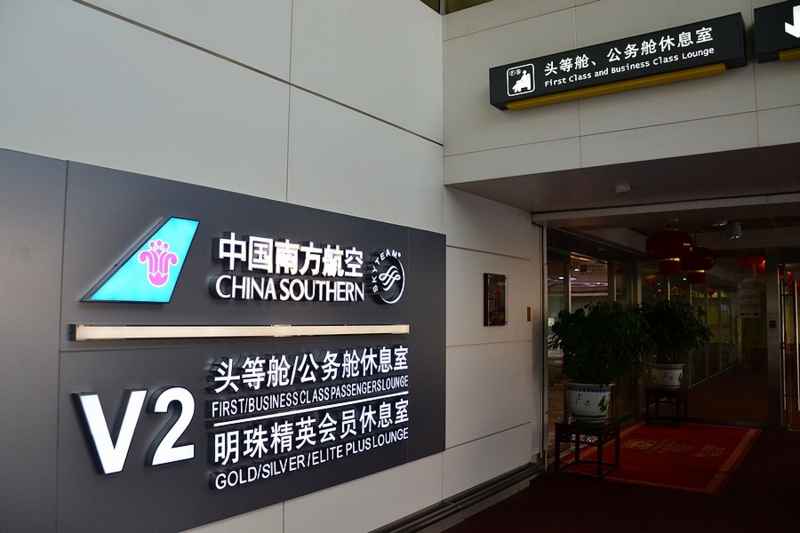 头等舱、公务舱休息室
First Class and Business Class Lounge
中国南方航空
CHINA SOUTHERN
SKYTEAM
V2
头等舱/公务舱休息室
FIRST/BUSINESS CLASS PASSENGERS LOUNGE
明珠精英会员休息室
GOLD/SILVER/ELITE PLUS LOUNGE